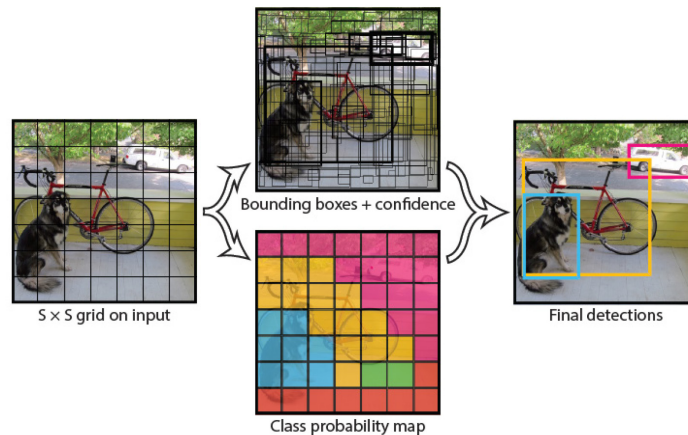 Bounding boxes + confidence
S × S grid on input
Final detections
Class probability map